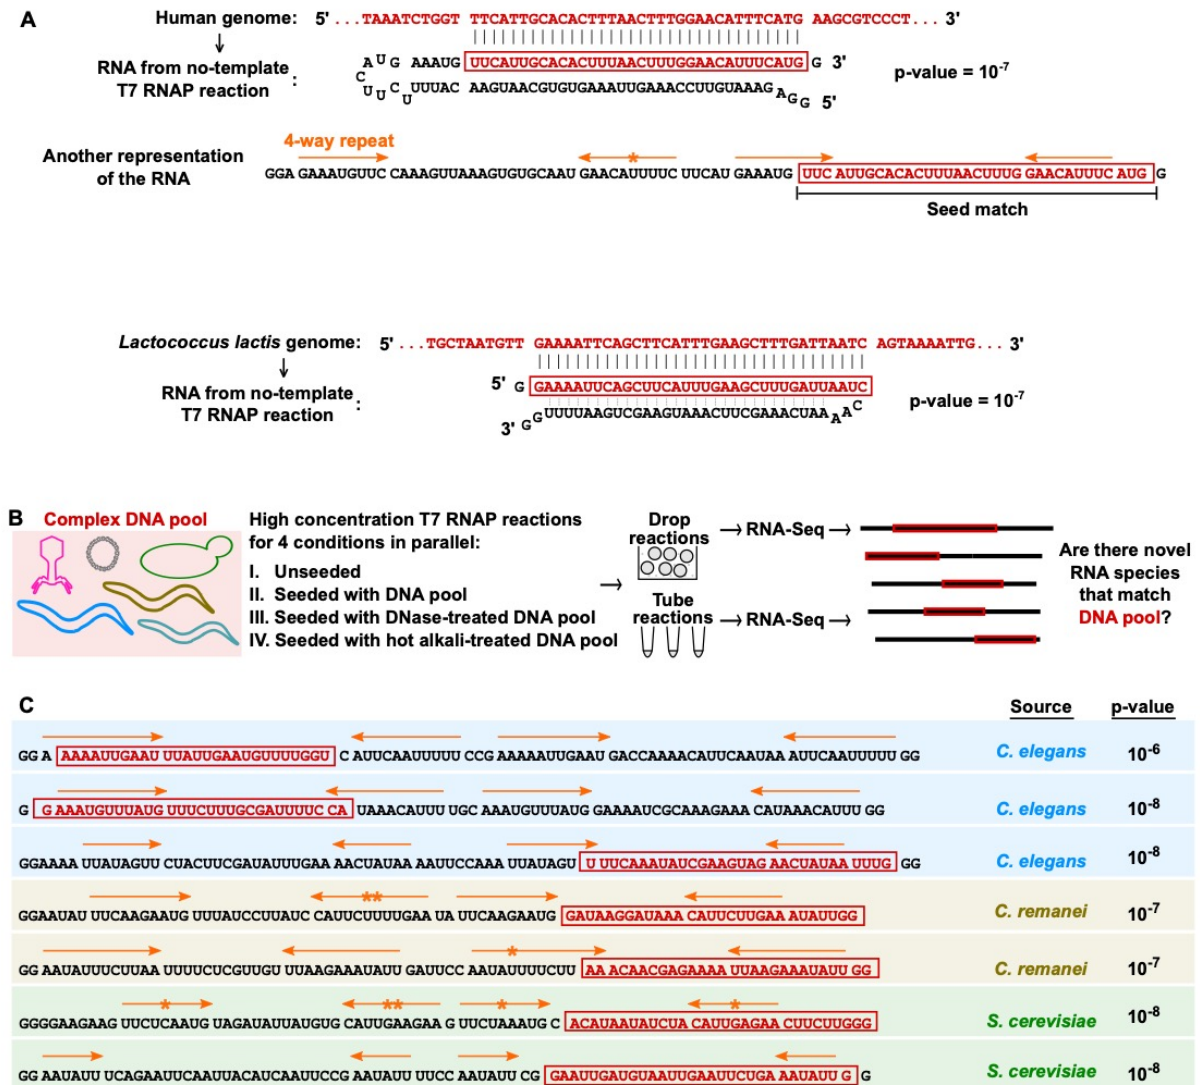 A
Human genome: 5' ...TAAATCTGGT TTCATTGCACACTTTAACTTTGGAACATTTCATG AAGCGTCCCT... 3'
RNA from no-template
T7 RNAP reaction :
A U G AAAUG UUCAUUGCACACUUUAACUUUGGAACAUUUCAUG G 3'
C U U C U UUUAC AAGUAACGUGUGAAAUUGAAACCUUGUAAAG A G G 5'
p-value = 10-7
4-way repeat
*
Another representation
of the RNA
GGA GAAAUGUUC CAAAGUUAAAGUGUGCAAU GAACAUUUUC UUCAU GAAAUG UUC AUUGCACACUUUAACUUUG GAACAUUUC AUG G
Seed match
Lactococcus lactis genome: 5' ...TGCTAATGTT GAAAATTCAGCTTCATTTGAAGCTTTGATTAATC AGTAAAATTG... 3'
RNA from no-template
T7 RNAP reaction :
5' G GAAAAUUCAGCUUCAUUUGAAGCUUUGAUUAAUC
3' G G UUUUAAGUCGAAGUAAACUUCGAAACUAA A A C
p-value = 10-7
B
Complex DNA pool
High concentration T7 RNAP reactions
for 4 conditions in parallel:
I. Unseeded
II. Seeded with DNA pool
III. Seeded with DNase-treated DNA pool
IV. Seeded with hot alkali-treated DNA pool
Drop
reactions
→ RNA-Seq →
Tube
reactions
→ RNA-Seq →
Are there novel
RNA species
that match
DNA pool?
C
Source p-value
GG A AAAAUUGAAU UUAUUGAAUGUUUUGGU C AUUCAAUUUUU CCG AAAAAUUGAAU GACCAAAACAUUCAAUAA AUUCAAUUUUU GG C. elegans 10-6
G G AAAUGUUUAUG UUUCUUUGCGAUUUUC CA UAAACAUUU UGC AAAUGUUUAUG GAAAAUCGCAAAGAAA CAUAAACAUUU GG C. elegans 10-8
GGAAAA UUAUAGUU CUACUUCGAUAUUUGAA AACUAUAA AAUUCCAAA UUAUAGU U UUCAAAUAUCGAAGUAG AACUAUAA UUUG GG C. elegans 10-8
** 
GGAAUAU UUCAAGAAUG UUUAUCCUUAUC CAUUCUUUUGAA UA UUCAAGAAUG GAUAAGGAUAAA CAUUCUUGAA AUAUUGG C. remanei 10-7
*
GG AAUAUUUCUUAA UUUUCUCGUUGU UUAAGAAAUAUU GAUUCC AAUAUUUUCUU AA ACAACGAGAAAA UUAAGAAAUAUU GG C. remanei 10-7
* ** * *
GGGGAAGAAG UUCUCAAUG UAGAUAUUAUGUG CAUUGAAGAA G UUCUAAAUG C ACAUAAUAUCUA CAUUGAGAA CUUCUUGGG S. cerevisiae 10-8
GG AAUAUU UCAGAAUUCAAUUACAUCAAUUCCG AAUAUU UUCC AAUAUU CG GAAUUGAUGUAAUUGAAUUCUGA AAUAUU G G S. cerevisiae 10-8